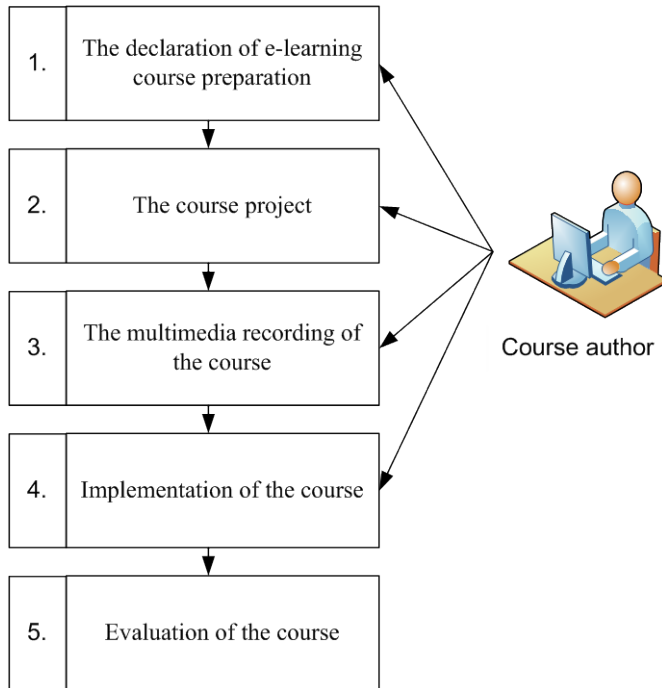 1.
The declaration of e-learning
course preparation
2.
The course project
3.
The multimedia recording of
the course
Course author
4.
Implementation of the course
5.
Evaluation of the course